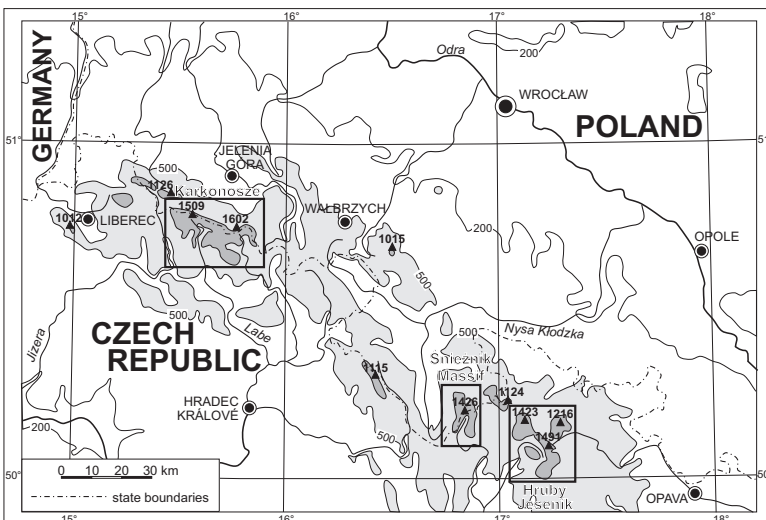 15°
16°
17°
18°
200
Odra
GERMANY
WROCŁAW
POLAND
51°
51°
JELENIA
GÓRA
500
1126
Karkonosze
1509
1602
1012
LIBEREC
WAŁBRZYCH
1015
200
OPOLE
500
500
CZECH
REPUBLIC
Jizera
Labe
500
Nysa Kłodzka
Śnieżnik
Massif
1115
HRADEC
KRÁLOVÉ
1426
1124
1423
1216
1491
200
500
50°
50°
0 10 20 30 km
state boundaries
Hruby
Jesenik
OPAVA
15°
16°
17°
18°